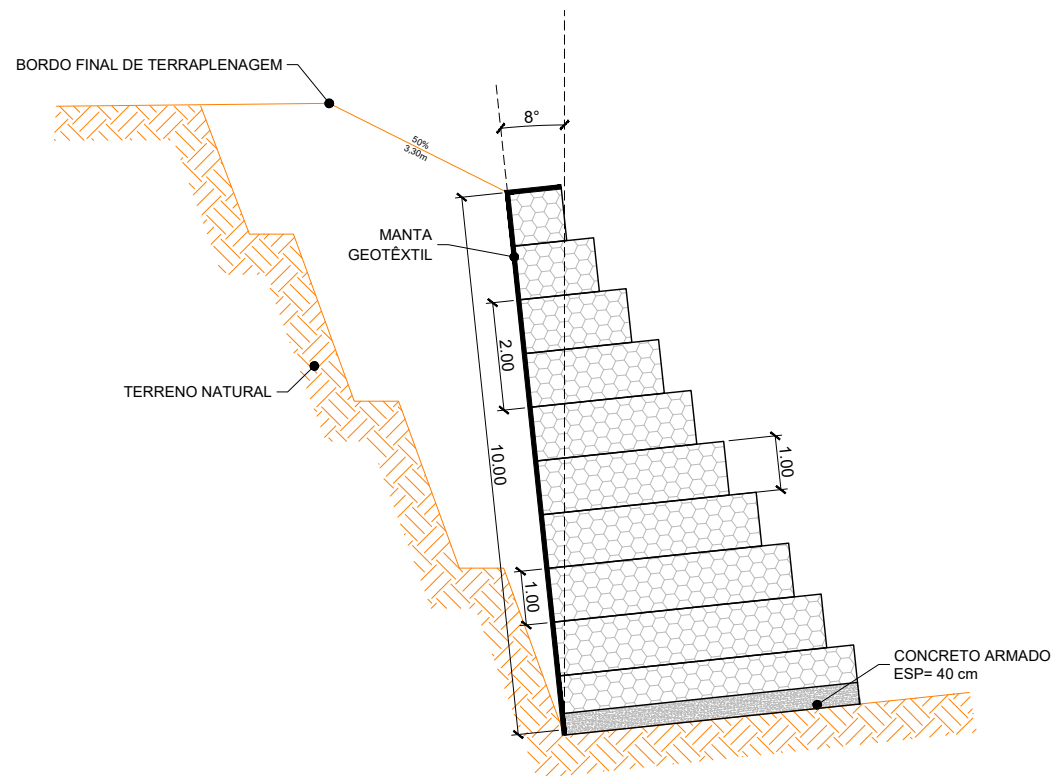 BORDO FINAL DE TERRAPLENAGEM
8°
50%
3,30m
MANTA
GEOTÊXTIL
2.00
TERRENO NATURAL
10.00
1.00
1.00
CONCRETO ARMADO
ESP= 40 cm